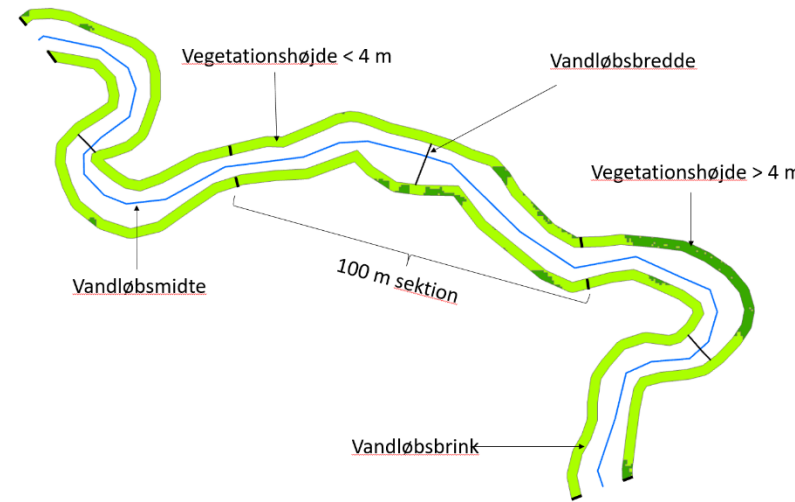 Vegetationshøjde < 4 m
Vandløbsbredde
Vegetationshøjde > 4 m
Vandløbsmidte
100 m sektion
Vandløbsbrink